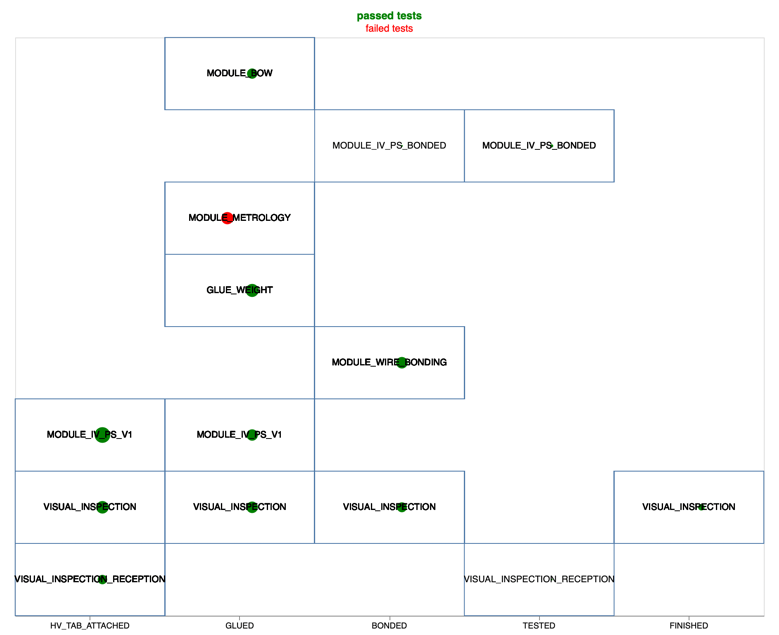 passed tests
failed tests
MODULE_BOW
MODULE_IV_PS_BONDED MODULE_IV_PS_BONDED
MODULE_METROLOGY
GLUE_WEIGHT
MODULE_WIRE_BONDING
MODULE_IV_PS_V1 MODULE_IV_PS_V1
VISUAL_INSPECTION VISUAL_INSPECTION VISUAL_INSPECTION VISUAL_INSPECTION
VISUAL_INSPECTION_RECEPTION VISUAL_INSPECTION_RECEPTION
HV_TAB_ATTACHED GLUED BONDED TESTED FINISHED